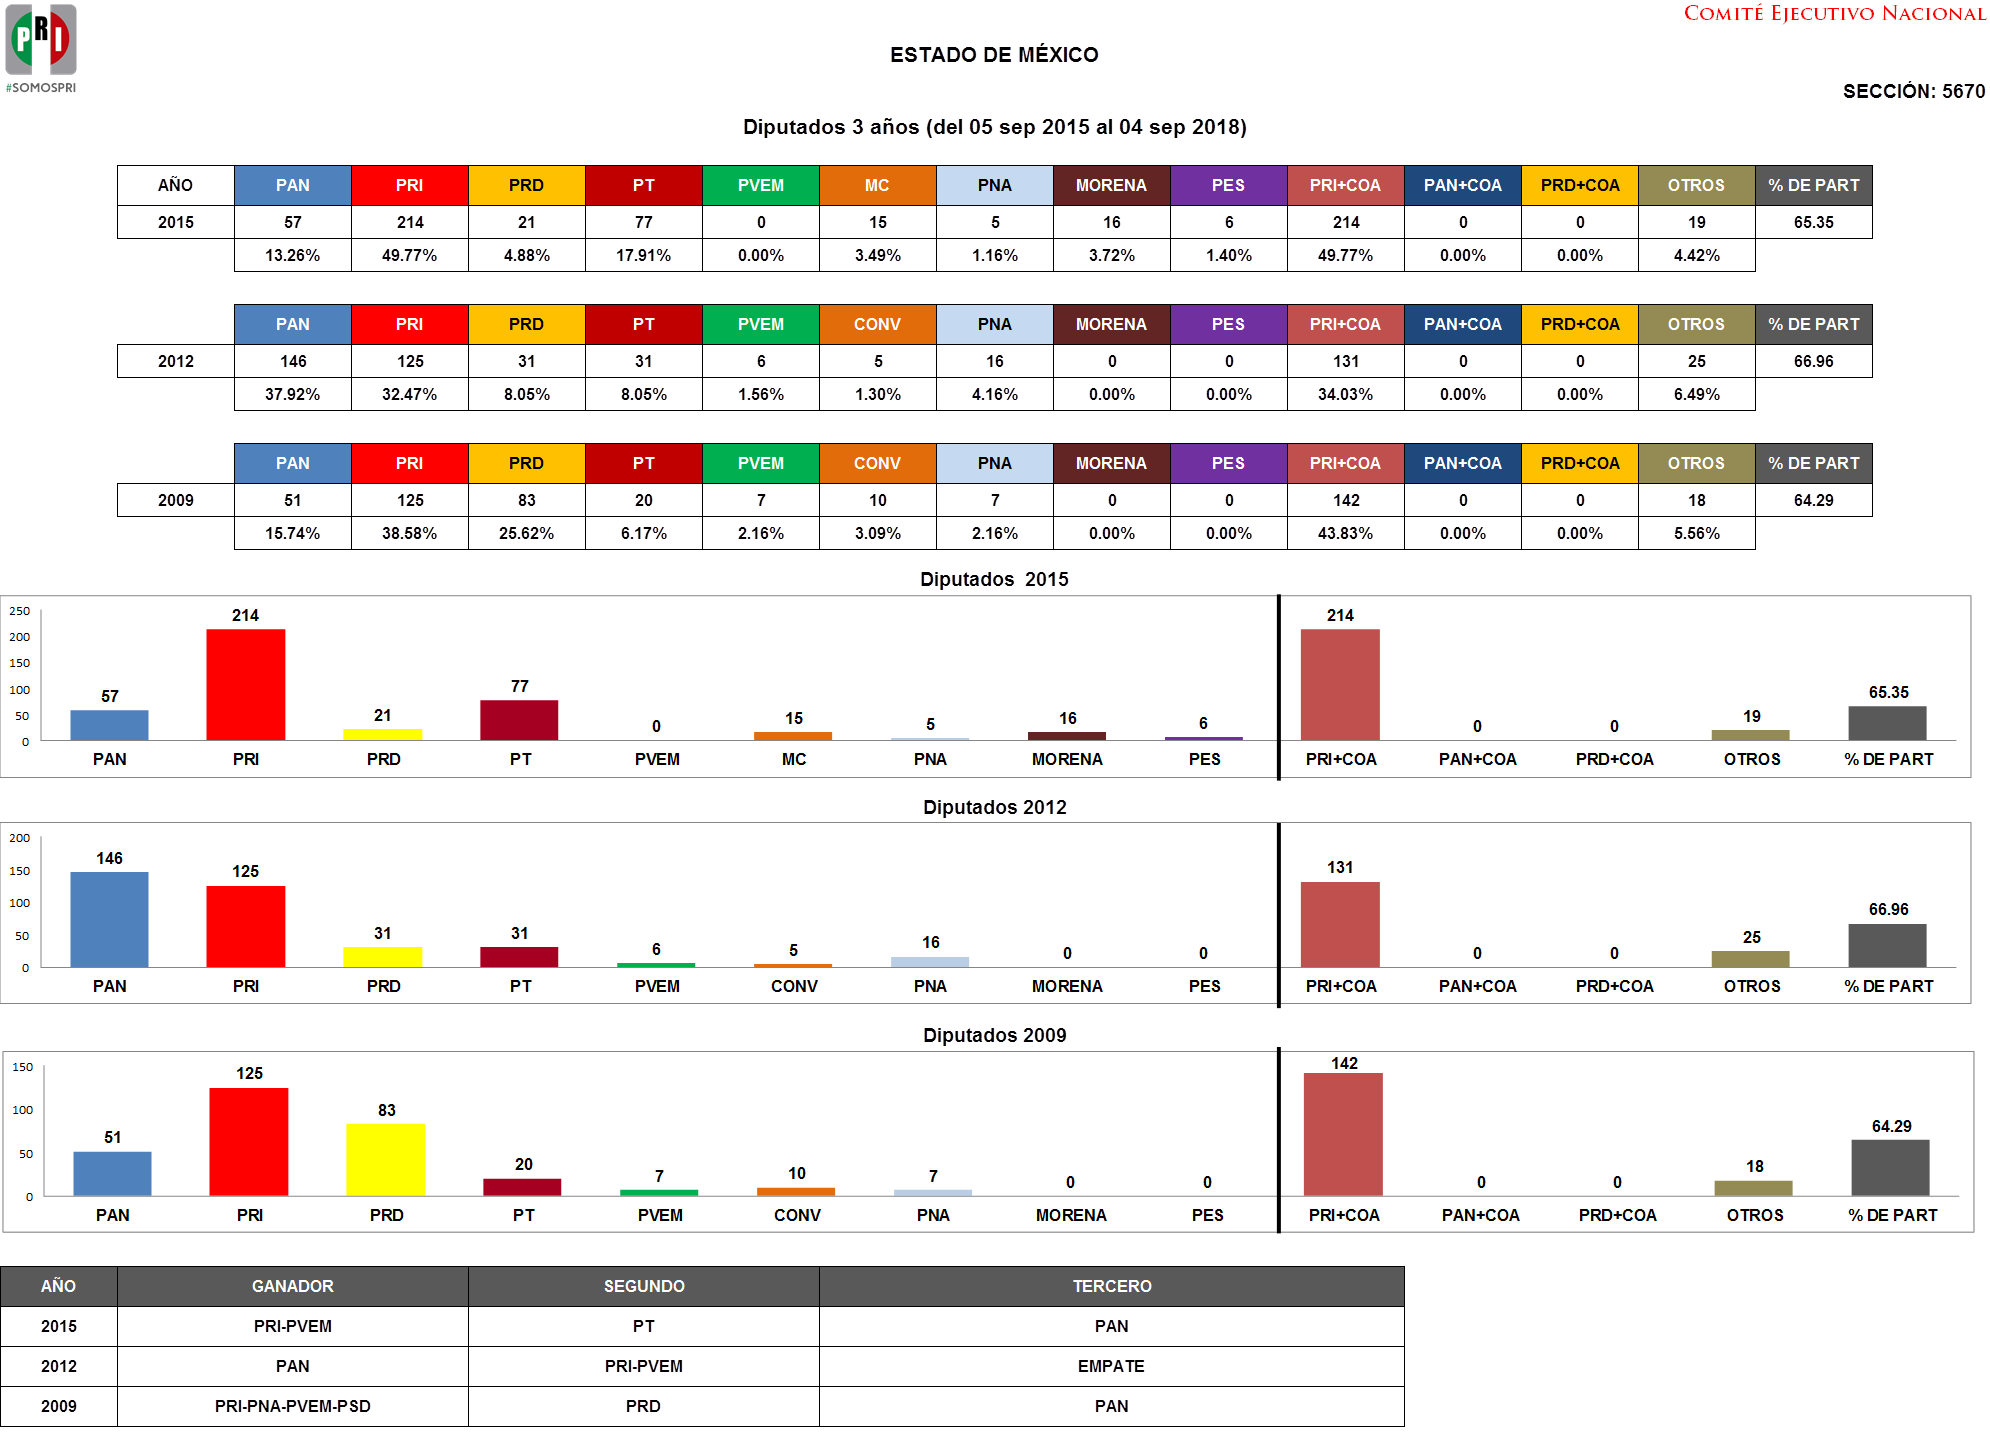 PRI
#SOMOSPRI
COMITÉ EJECUTIVO NACIONAL
ESTADO DE MÉXICO
SECCIÓN: 5670
Diputados 3 años (del 05 sep 2015 al 04 sep 2018)
AÑO PAN PRI PRD PT PVEM MC PNA MORENA PES PRI+COA PAN+COA PRD+COA OTROS % DE PART
2015 57 214 21 77 0 15 5 16 6 214 0 0 19 65.35
13.26% 49.77% 4.88% 17.91% 0.00% 3.49% 1.16% 3.72% 1.40% 49.77% 0.00% 0.00% 4.42%
PAN PRI PRD PT PVEM CONV PNA MORENA PES PRI+COA PAN+COA PRD+COA OTROS % DE PART
2012 146 125 31 31 6 5 16 0 0 131 0 0 25 66.96
37.92% 32.47% 8.05% 8.05% 1.56% 1.30% 4.16% 0.00% 0.00% 34.03% 0.00% 0.00% 6.49%
PAN PRI PRD PT PVEM CONV PNA MORENA PES PRI+COA PAN+COA PRD+COA OTROS % DE PART
2009 51 125 83 20 7 10 7 0 0 142 0 0 18 64.29
15.74% 38.58% 25.62% 6.17% 2.16% 3.09% 2.16% 0.00% 0.00% 43.83% 0.00% 0.00% 5.56%
Diputados 2015
250
200
150
100
50
0
57 214 21 77 0 15 5 16 6 214 0 0 19 65.35
PAN PRI PRD PT PVEM MC PNA MORENA PES PRI+COA PAN+COA PRD+COA OTROS % DE PART
Diputados 2012
200
150
100
50
0
146 125 31 31 6 5 16 0 0 131 0 0 25 66.96
PAN PRI PRD PT PVEM CONV PNA MORENA PES PRI+COA PAN+COA PRD+COA OTROS % DE PART
Diputados 2009
150
100
50
0
51 125 83 20 7 10 7 0 0 142 0 0 18 64.29
PAN PRI PRD PT PVEM CONV PNA MORENA PES PRI+COA PAN+COA PRD+COA OTROS % DE PART
AÑO GANADOR SEGUNDO TERCERO
2015 PRI-PVEM PT PAN
2012 PAN PRI-PVEM EMPATE
2009 PRI-PNA-PVEM-PSD PRD PAN